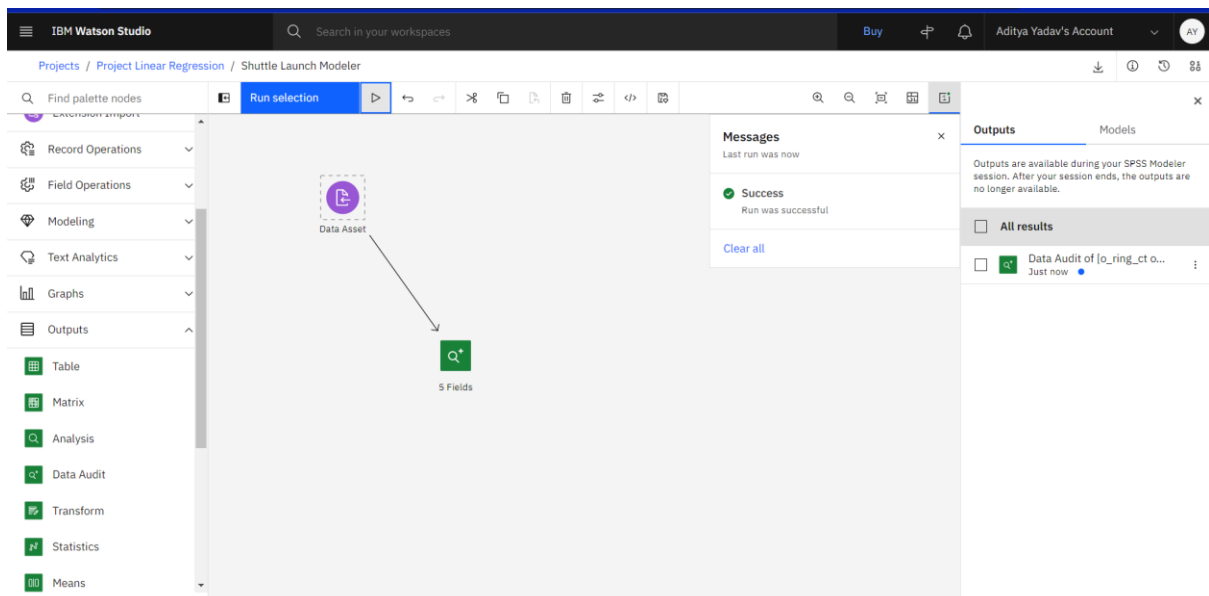 IBM Watson Studio
Search in your workspaces
Buy
Aditya Yadav's Account
AY
Projects / Project Linear Regression / Shuttle Launch Modeler
Find palette nodes
Run selection
Extension Import
Record Operations
Field Operations
Modeling
Text Analytics
Graphs
Outputs
Table
Matrix
Analysis
Data Audit
Transform
Statistics
Means
Data Asset
5 Fields
Messages
Last run was now
Success
Run was successful
Clear all
Outputs
Models
Outputs are available during your SPSS Modeler
session. After your session ends, the outputs are
no longer available.
All results
Data Audit of [o_ring_ct o...
Just now